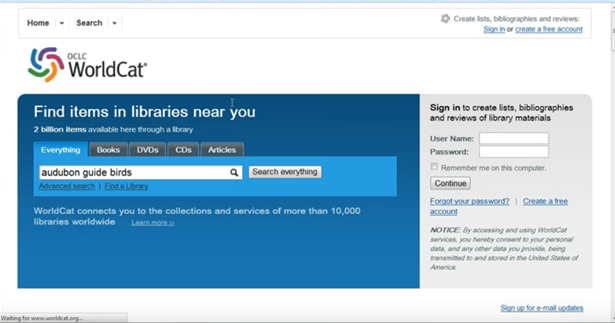 Home Search
Create lists, bibliographies and reviews:
Sign in or create a free account
OCLC
WorldCat®
Find items in libraries near you
2 billion items available here through a library
Everything Books DVDs CDs Articles
audubon guide birds Search everything
Advanced search | Find a Library
WorldCat connects you to the collections and services of more than 10,000
libraries worldwide Learn more »
Sign in to create lists, bibliographies
and reviews of library materials
User Name:
Password:
Remember me on this computer.
Continue
Forgot your password? | Create a free
account
NOTICE: By accessing and using WorldCat
services, you hereby consent to your personal
data, and any other data you provide, being
transmitted to and stored in the United States of
America.
Sign up for e-mail updates
Waiting for www.worldcat.org...